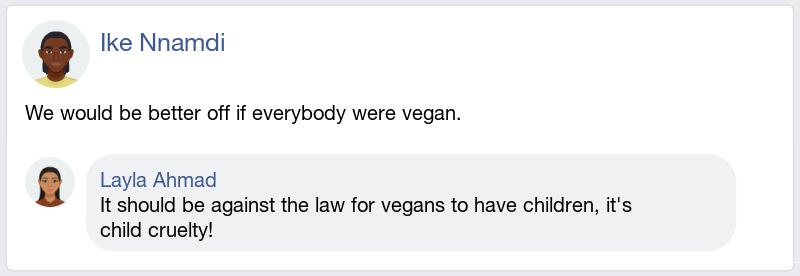 Ike Nnamdi
We would be better off if everybody were vegan.
Layla Ahmad
It should be against the law for vegans to have children, it's
child cruelty!